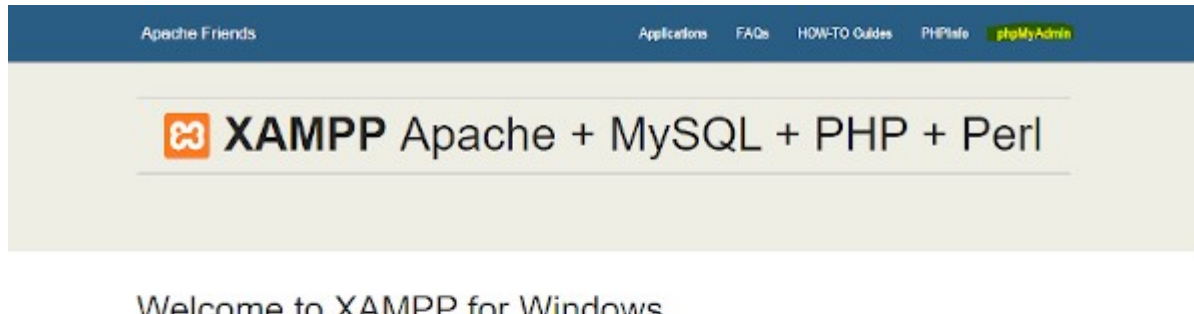 Apache Friends Applications FAQs HOW-TO Guides PHPInfo phpMyAdmin
XAMPP Apache + MySQL + PHP + Perl
Welcome to XAMPP for Windows